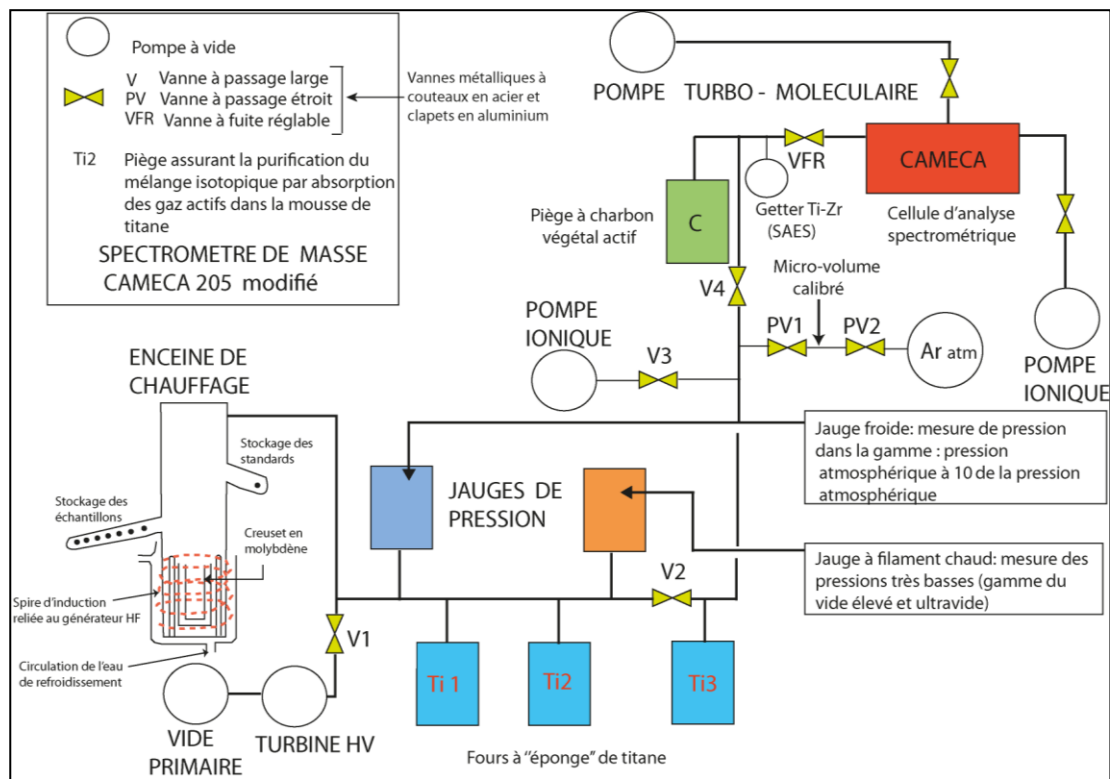 Pompe à vide
V Vanne à passage large
PV Vanne à passage étroit
VFR Vanne à fuite réglable
Vannes métalliques à
couteaux en acier et
clapets en aluminium
Ti2 Piège assurant la purification du
mélange isotopique par absorption
des gaz actifs dans la mousse de
titane
SPECTROMETRE DE MASSE
CAMECA 205 modifié
POMPE TURBO - MOLECULAIRE
VFR
CAMECA
C
Piège à charbon
végétal actif
Getter Ti-Zr
(SAES)
Cellule d'analyse
spectrométrique
V4
Micro-volume
calibré
PV1
PV2
Ar atm
POMPE
IONIQUE
POMPE
IONIQUE
V3
ENCEINE DE
CHAUFFAGE
Stockage des
standards
Stockage des
échantillons
Creuset en
molybdène
Spire d'induction
reliée au générateur HF
Circulation de l'eau
de refroidissement
JAUGES DE
PRESSION
Jauge froide: mesure de pression
dans la gamme : pression
atmosphérique à 10 de la pression
atmosphérique
Jauge à filament chaud: mesure des
pressions très basses (gamme du
vide élevé et ultravide)
V2
V1
Ti 1
Ti2
Ti3
VIDE
PRIMAIRE
TURBINE HV
Fours à ‘'éponge" de titane